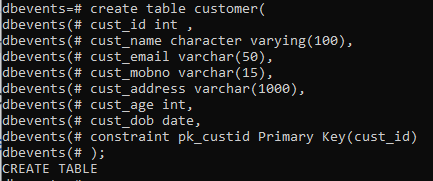 dbevents=# create table customer(
dbevents(# cust_id int ,
dbevents(# cust_name character varying(100),
dbevents(# cust_email varchar(50),
dbevents(# cust_mobno varchar(15),
dbevents(# cust_address varchar(1000),
dbevents(# cust_age int,
dbevents(# cust_dob date,
dbevents(# constraint pk_custid Primary Key(cust_id)
dbevents(# );
CREATE TABLE